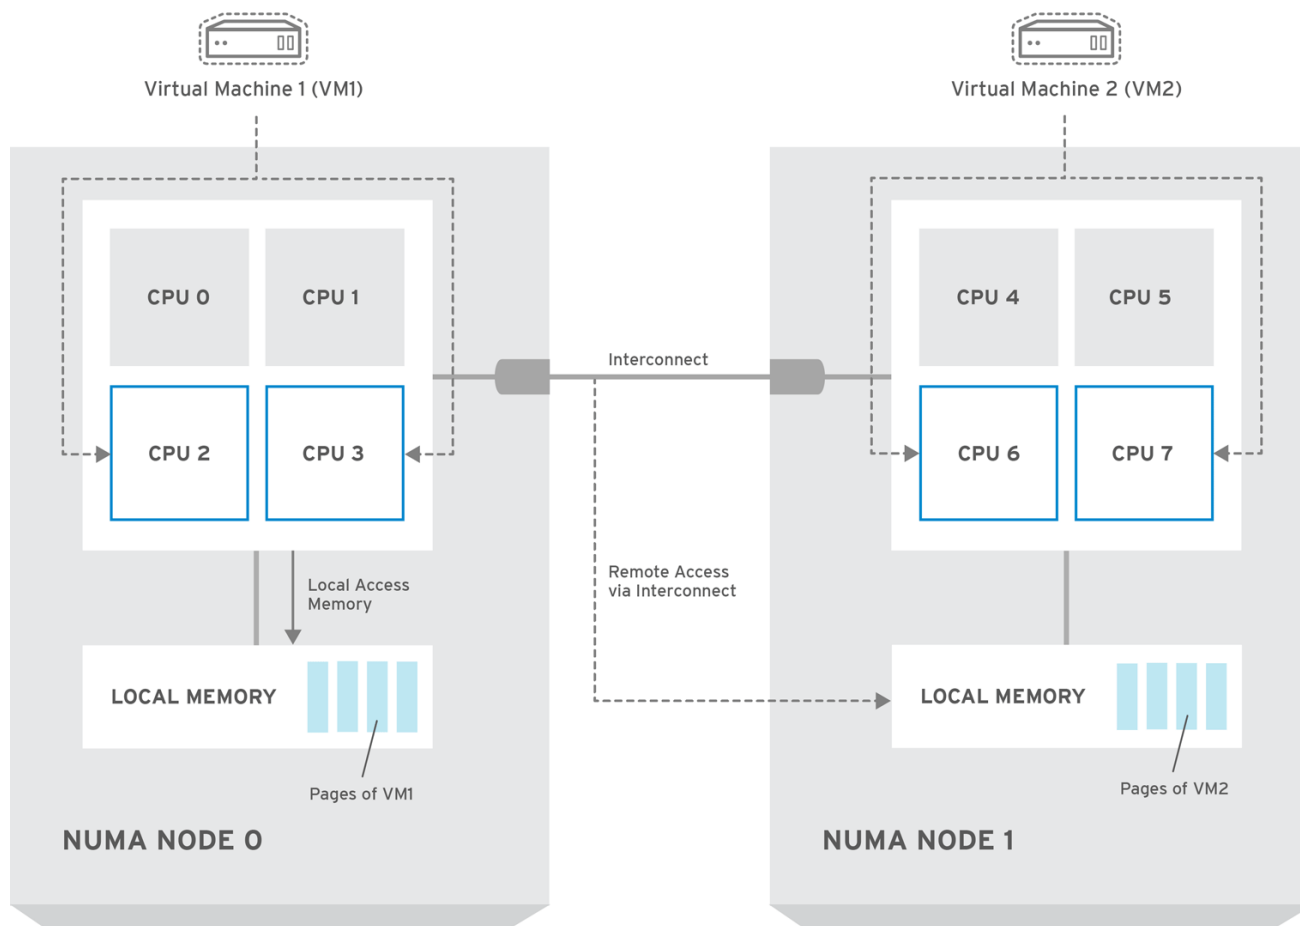 Virtual Machine 1 (VM1)
Virtual Machine 2 (VM2)
CPU 0
CPU 1
CPU 2
CPU 3
Interconnect
CPU 4
CPU 5
CPU 6
CPU 7
Local Access
Memory
Remote Access
via Interconnect
LOCAL MEMORY
LOCAL MEMORY
Pages of VM1
Pages of VM2
NUMA NODE 0
NUMA NODE 1